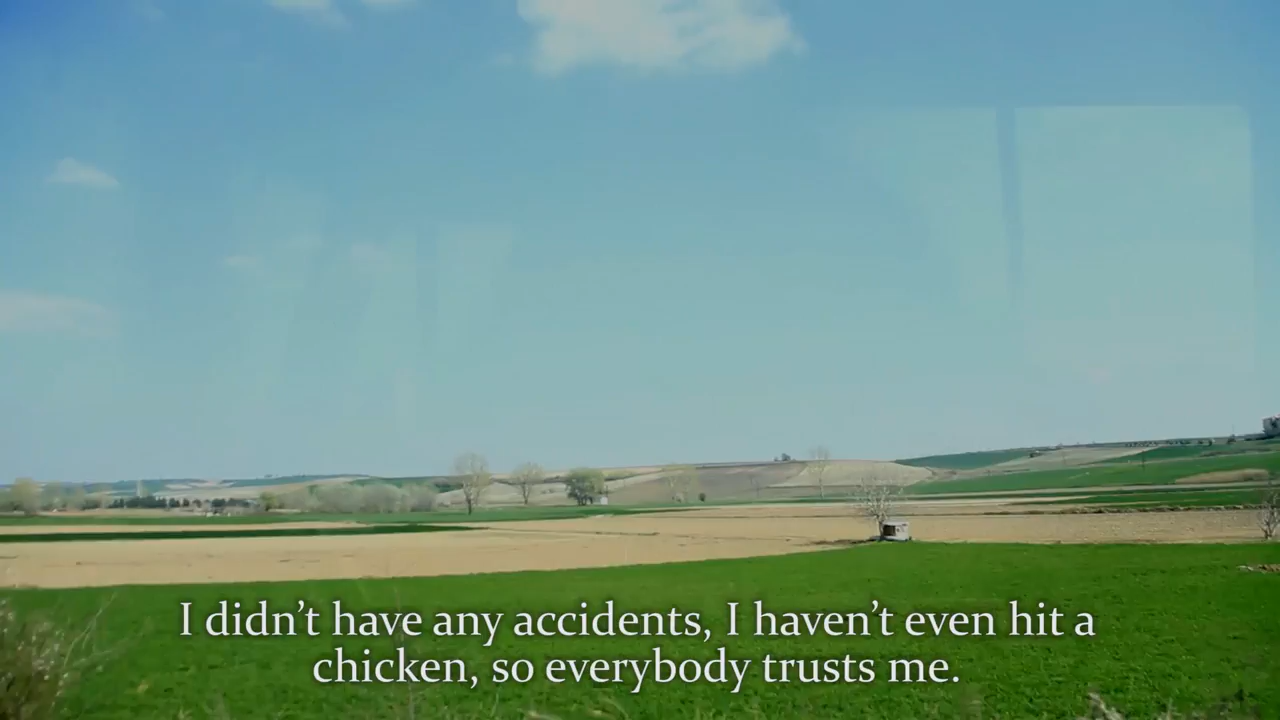 I didn’t have any accidents, I haven’t even hit a
chicken, so everybody trusts me.